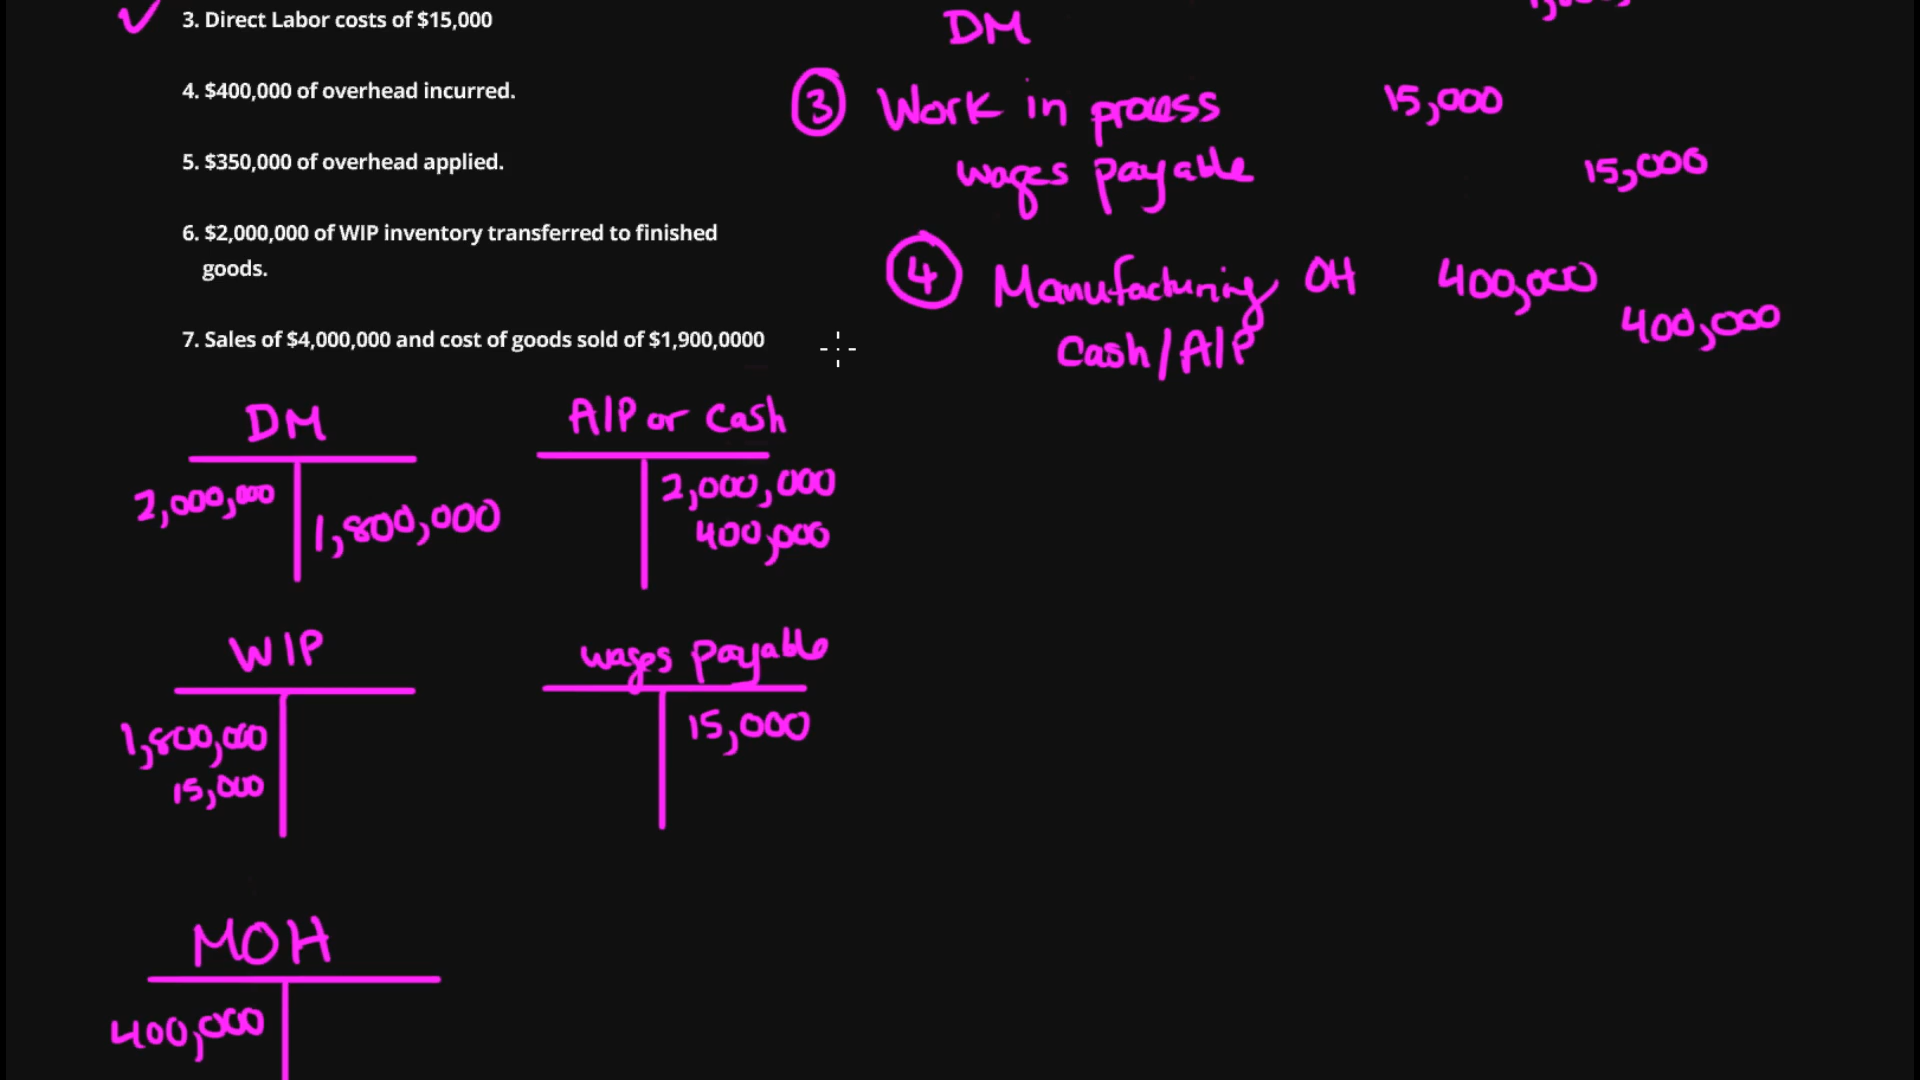 3. Direct Labor costs of $15,000
4. $400,000 of overhead incurred.
5. $350,000 of overhead applied.
6. $2,000,000 of WIP inventory transferred to finished
goods.
7. Sales of $4,000,000 and cost of goods sold of $1,900,0000
DM
③ Work in process 15,000
wages payable 15,000
④ Manufacturing OH 400,000
Cash/A/P 400,000
DM
2,000,000 1,800,000
A/P or Cash
2,000,000
400,000
WIP
1,800,000
15,000
wages payable
15,000
MOH
400,000